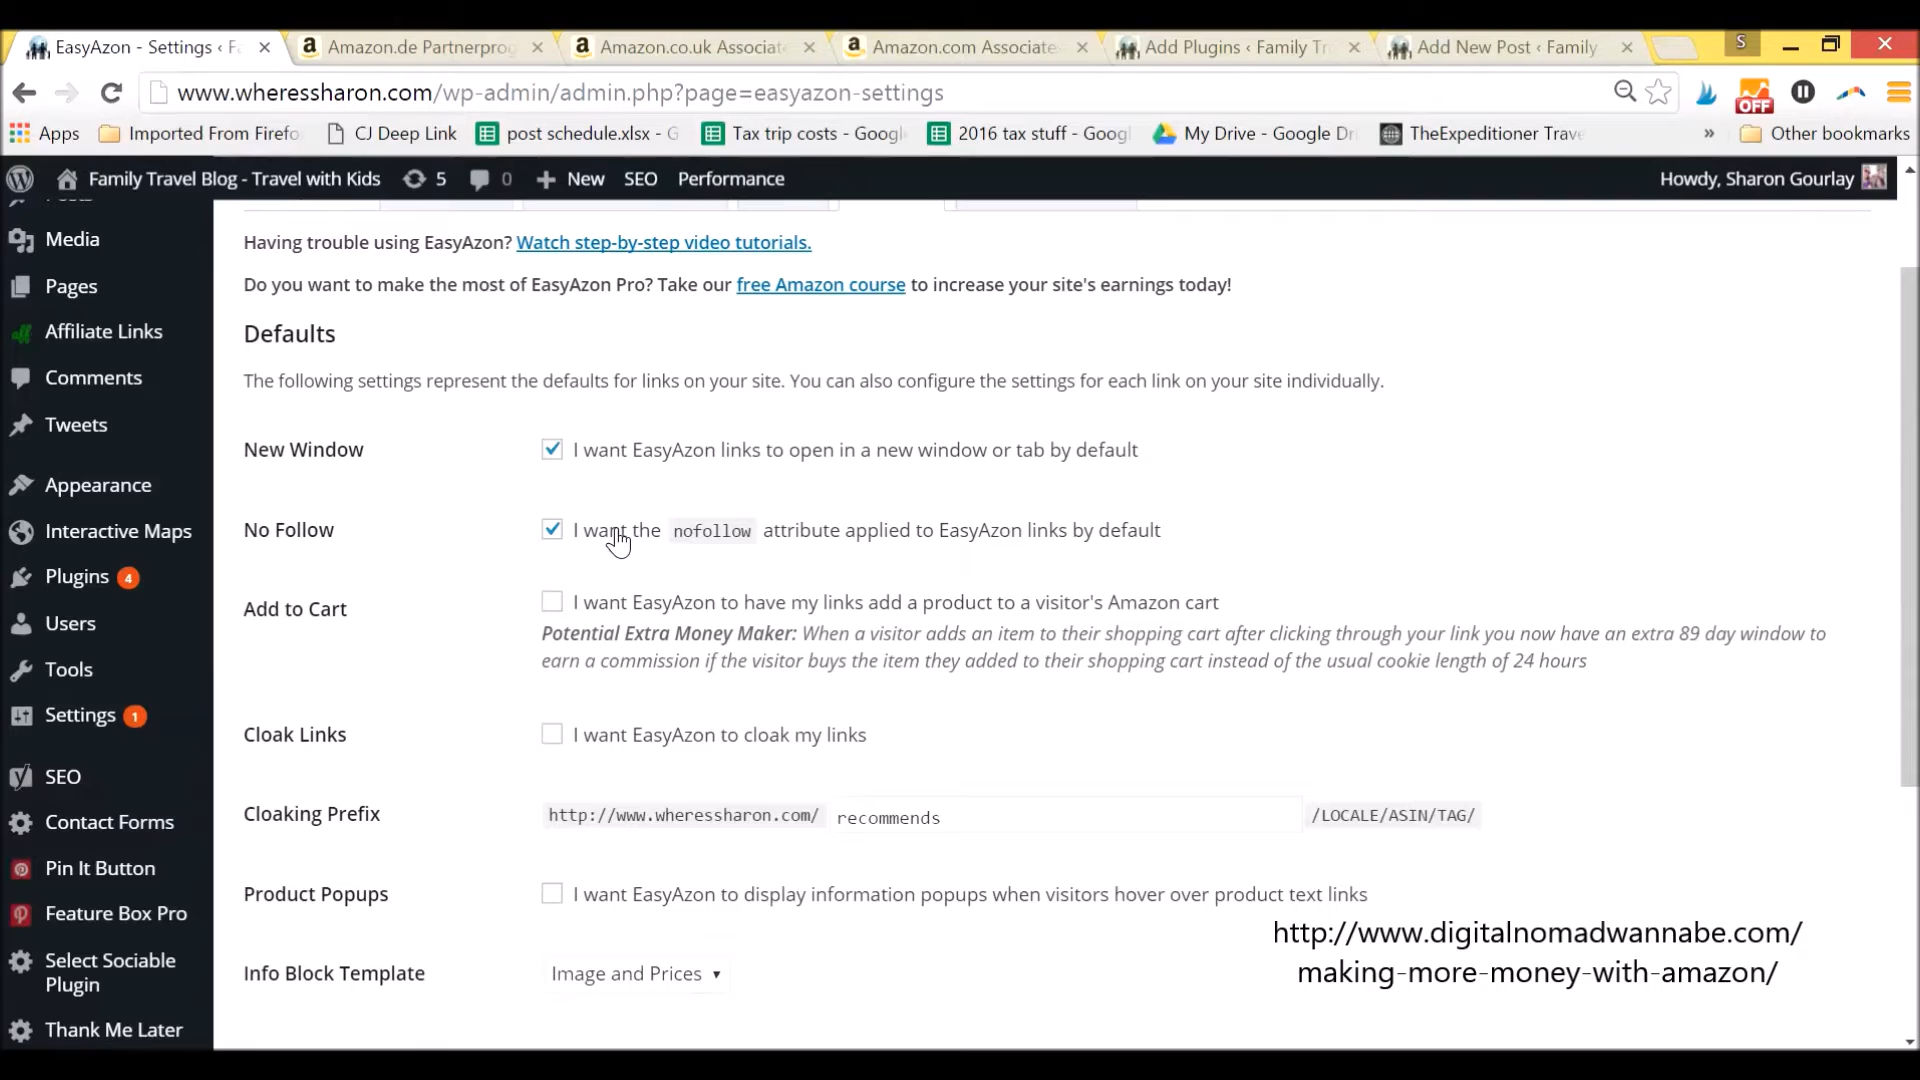 EasyAzon - Settings ‹ Fa
Amazon.de Partnerprog
Amazon.co.uk Associat
Amazon.com Associate
Add Plugins ‹ Family Tr
Add New Post ‹ Family
S
www.wheressharon.com/wp-admin/admin.php?page=easyazon-settings
OFF
Apps
Imported From Firefo
CJ Deep Link
post schedule.xlsx - G
Tax trip costs - Googl
2016 tax stuff - Googl
My Drive - Google Dri
TheExpeditioner Trave
»
Other bookmarks
Family Travel Blog - Travel with Kids
5
0
New
SEO
Performance
Howdy, Sharon Gourlay
Media
Pages
Affiliate Links
Comments
Tweets
Appearance
Interactive Maps
Plugins 4
Users
Tools
Settings 1
SEO
Contact Forms
Pin It Button
Feature Box Pro
Select Sociable
Plugin
Thank Me Later
Having trouble using EasyAzon? Watch step-by-step video tutorials.
Do you want to make the most of EasyAzon Pro? Take our free Amazon course to increase your site's earnings today!
Defaults
The following settings represent the defaults for links on your site. You can also configure the settings for each link on your site individually.
New Window
I want EasyAzon links to open in a new window or tab by default
No Follow
I want the nofollow attribute applied to EasyAzon links by default
Add to Cart
I want EasyAzon to have my links add a product to a visitor's Amazon cart
Potential Extra Money Maker: When a visitor adds an item to their shopping cart after clicking through your link you now have an extra 89 day window to
earn a commission if the visitor buys the item they added to their shopping cart instead of the usual cookie length of 24 hours
Cloak Links
I want EasyAzon to cloak my links
Cloaking Prefix
http://www.wheressharon.com/ recommends /LOCALE/ASIN/TAG/
Product Popups
I want EasyAzon to display information popups when visitors hover over product text links
Info Block Template
Image and Prices
http://www.digitalnomadwannabe.com/
making-more-money-with-amazon/